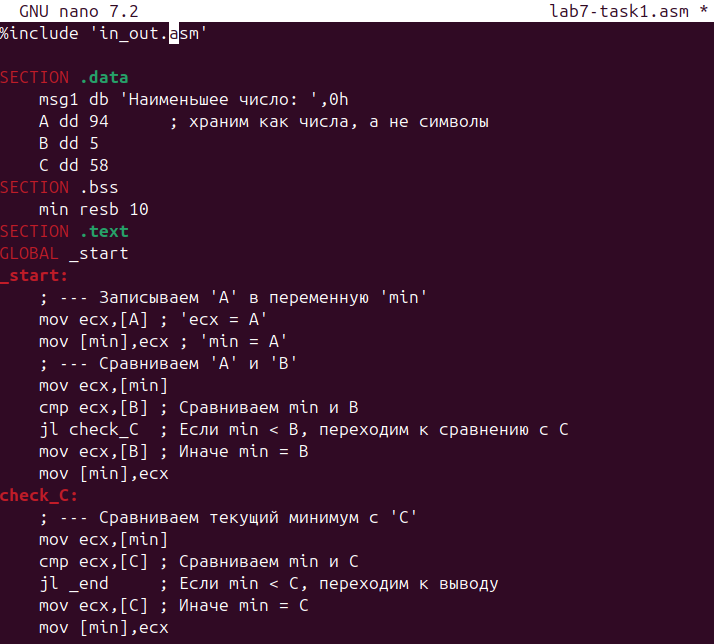 GNU nano 7.2 lab7-task1.asm *
%include 'in_out.asm'
SECTION .data
msg1 db 'Наименьшее число: ',0h
A dd 94 ; храним как числа, а не символы
B dd 5
C dd 58
SECTION .bss
min resb 10
SECTION .text
GLOBAL _start
_start:
; --- Записываем 'A' в переменную 'min'
mov ecx,[A] ; 'ecx = A'
mov [min],ecx ; 'min = A'
; --- Сравниваем 'A' и 'B'
mov ecx,[min]
cmp ecx,[B] ; Сравниваем min и B
jl check_C ; Если min < B, переходим к сравнению с C
mov ecx,[B] ; Иначе min = B
mov [min],ecx
check_C:
; --- Сравниваем текущий минимум с 'C'
mov ecx,[min]
cmp ecx,[C] ; Сравниваем min и C
jl _end ; Если min < C, переходим к выводу
mov ecx,[C] ; Иначе min = C
mov [min],ecx